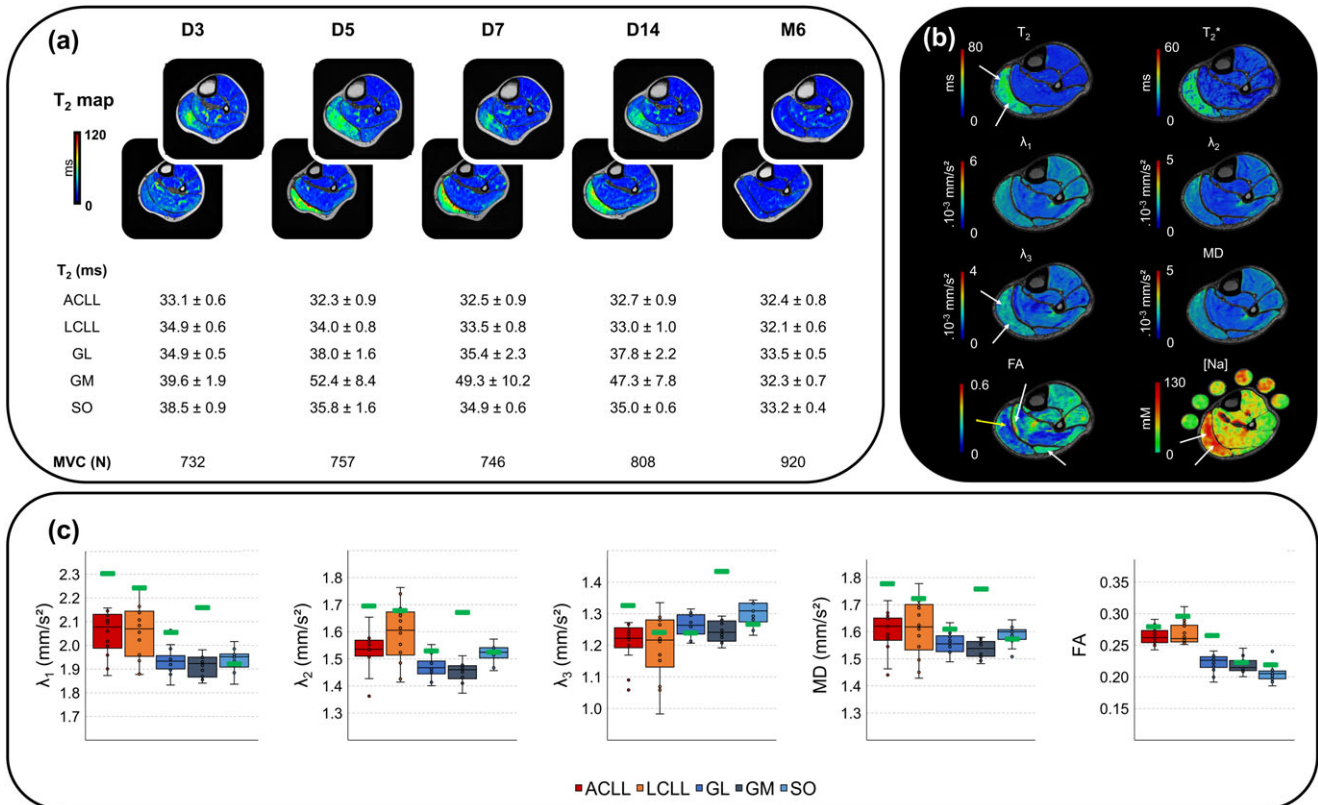 (a)
D3 D5 D7 D14 M6
T₂ map
120
ms
0
T₂ (ms)
ACLL 33.1 ± 0.6 32.3 ± 0.9 32.5 ± 0.9 32.7 ± 0.9 32.4 ± 0.8
LCLL 34.9 ± 0.6 34.0 ± 0.8 33.5 ± 0.8 33.0 ± 1.0 32.1 ± 0.6
GL 34.9 ± 0.5 38.0 ± 1.6 35.4 ± 2.3 37.8 ± 2.2 33.5 ± 0.5
GM 39.6 ± 1.9 52.4 ± 8.4 49.3 ± 10.2 47.3 ± 7.8 32.3 ± 0.7
SO 38.5 ± 0.9 35.8 ± 1.6 34.9 ± 0.6 35.0 ± 0.6 33.2 ± 0.4
MVC (N) 732 757 746 808 920
(b)
T₂ T₂*
80 60
ms ms
0 0
λ₁ λ₂
6 5
.10⁻³ mm/s² .10⁻³ mm/s²
0 0
λ₃ MD
4 5
.10⁻³ mm/s² .10⁻³ mm/s²
0 0
FA [Na]
0.6 130
mM
0 0
(c)
λ₁ (mm/s²)
2.3
2.2
2.1
2.0
1.9
1.8
1.7
λ₂ (mm/s²)
1.8
1.7
1.6
1.5
1.4
1.3
λ₃ (mm/s²)
1.4
1.3
1.2
1.1
1.0
MD (mm/s²)
1.8
1.7
1.6
1.5
1.4
1.3
FA
0.35
0.30
0.25
0.20
0.15
ACLL LCLL GL GM SO